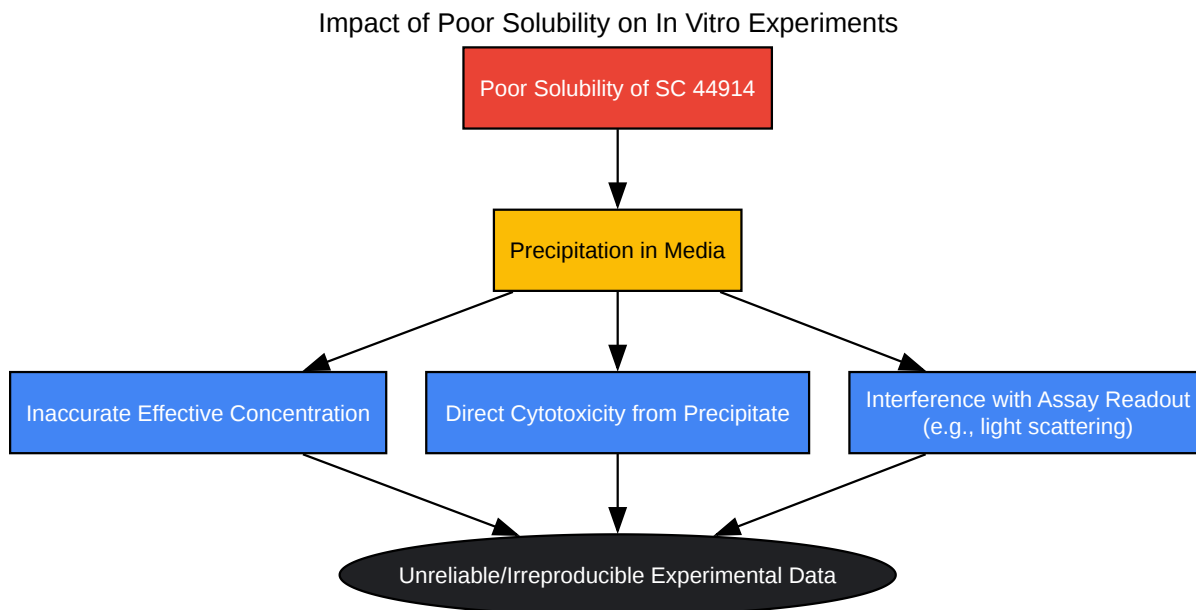 Impact of Poor Solubility on In Vitro Experiments
Poor Solubility of SC 44914
Precipitation in Media
Inaccurate Effective Concentration
Direct Cytotoxicity from Precipitate
Interference with Assay Readout
(e.g., light scattering)
Unreliable/Irreproducible Experimental Data